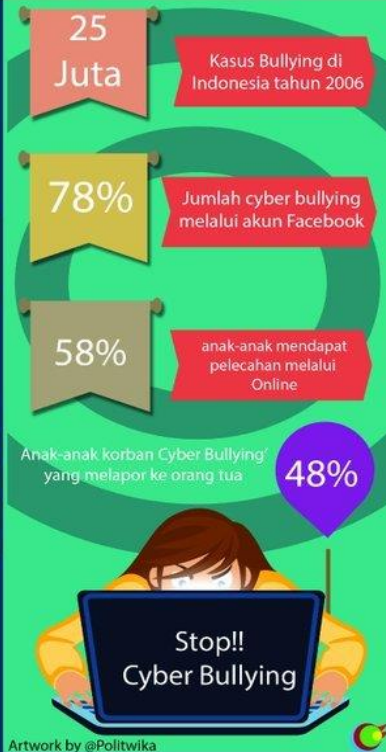 25
Juta
Kasus Bullying di
Indonesia tahun 2006
78%
Jumlah cyber bullying
melalui akun Facebook
58%
anak-anak mendapat
pelecahan melalui
Online
Anak-anak korban Cyber Bullying'
yang melapor ke orang tua
48%
Stop!!
Cyber Bullying
Artwork by @Politwika